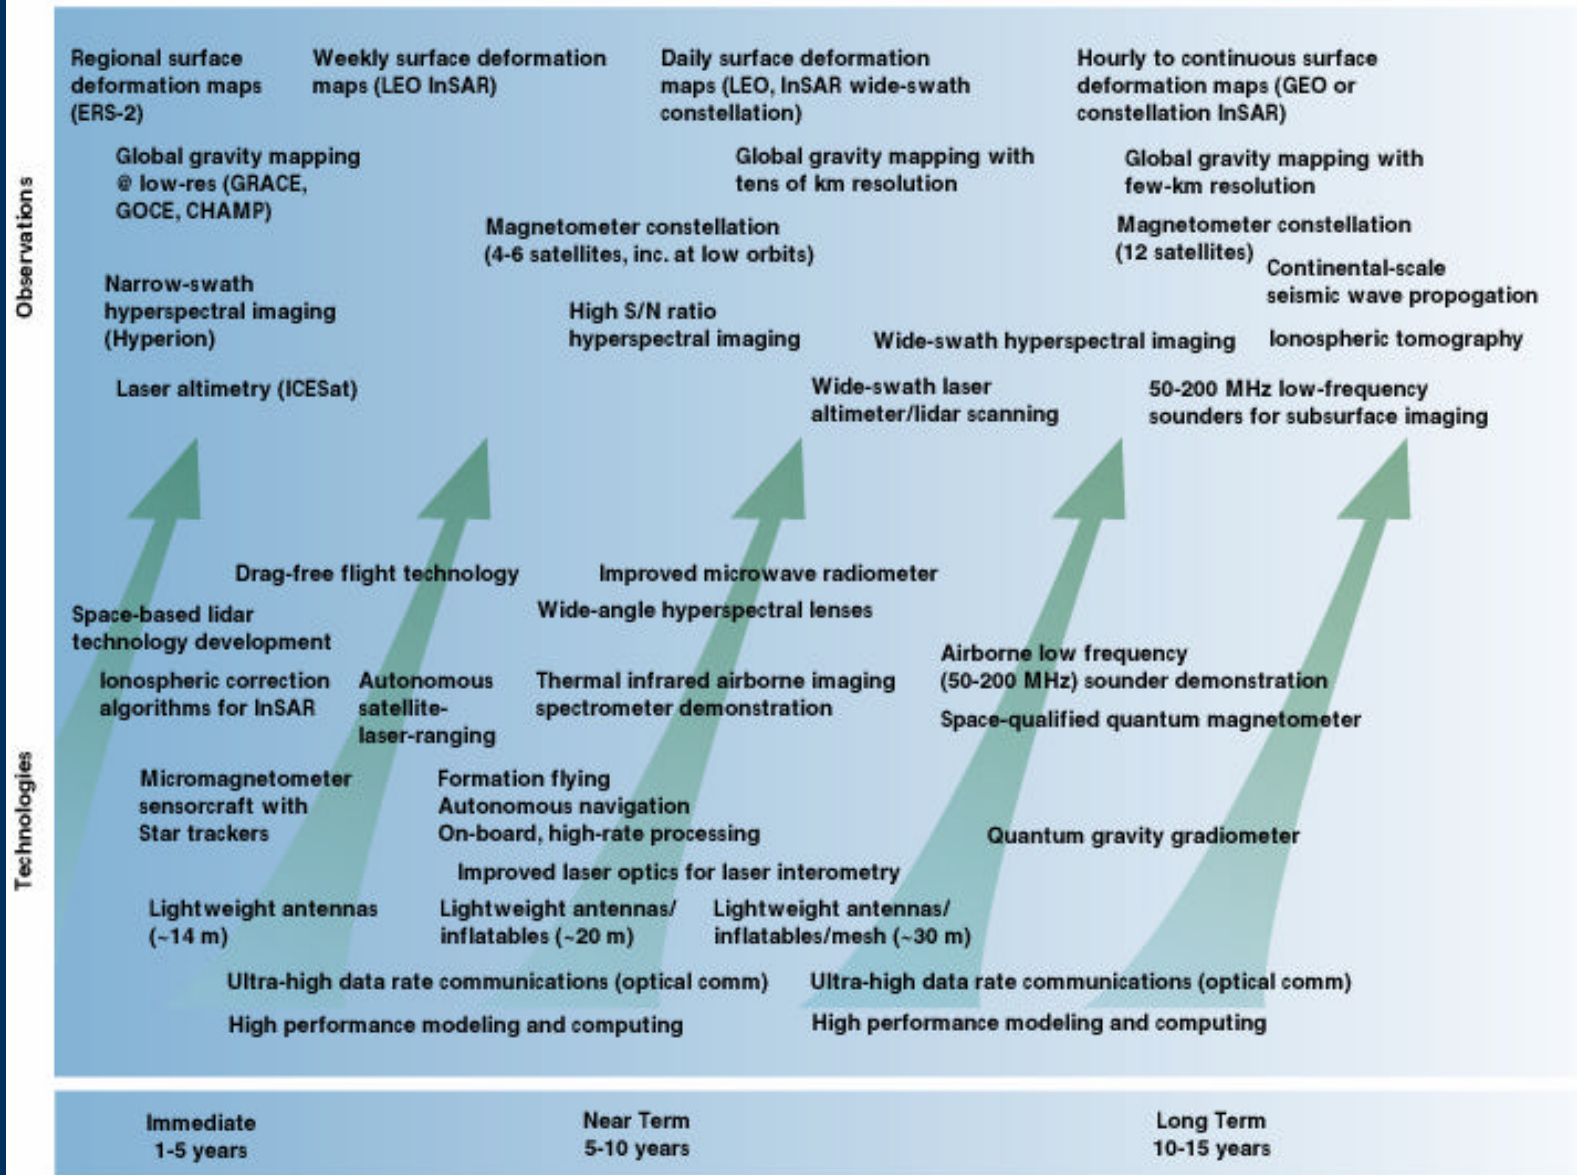 Observations
Regional surface
deformation maps
(ERS-2)
Weekly surface deformation
maps (LEO InSAR)
Daily surface deformation
maps (LEO, InSAR wide-swath
constellation)
Hourly to continuous surface
deformation maps (GEO or
constellation InSAR)
Global gravity mapping
@ low-res (GRACE,
GOCE, CHAMP)
Global gravity mapping with
tens of km resolution
Global gravity mapping with
few-km resolution
Magnetometer constellation
(4-6 satellites, inc. at low orbits)
Magnetometer constellation
(12 satellites)
Continental-scale
seismic wave propogation
Narrow-swath
hyperspectral imaging
(Hyperion)
High S/N ratio
hyperspectral imaging
Wide-swath hyperspectral imaging
Ionospheric tomography
Laser altimetry (ICESat)
Wide-swath laser
altimeter/lidar scanning
50-200 MHz low-frequency
sounders for subsurface imaging
Technologies
Drag-free flight technology
Improved microwave radiometer
Space-based lidar
technology development
Wide-angle hyperspectral lenses
Ionospheric correction
algorithms for InSAR
Autonomous
satellite-
laser-ranging
Thermal infrared airborne imaging
spectrometer demonstration
Airborne low frequency
(50-200 MHz) sounder demonstration
Space-qualified quantum magnetometer
Micromagnetometer
sensorcraft with
Star trackers
Formation flying
Autonomous navigation
On-board, high-rate processing
Quantum gravity gradiometer
Improved laser optics for laser interometry
Lightweight antennas
(~14 m)
Lightweight antennas/
inflatables (~20 m)
Lightweight antennas/
inflatables/mesh (~30 m)
Ultra-high data rate communications (optical comm)
Ultra-high data rate communications (optical comm)
High performance modeling and computing
High performance modeling and computing
Immediate
1-5 years
Near Term
5-10 years
Long Term
10-15 years